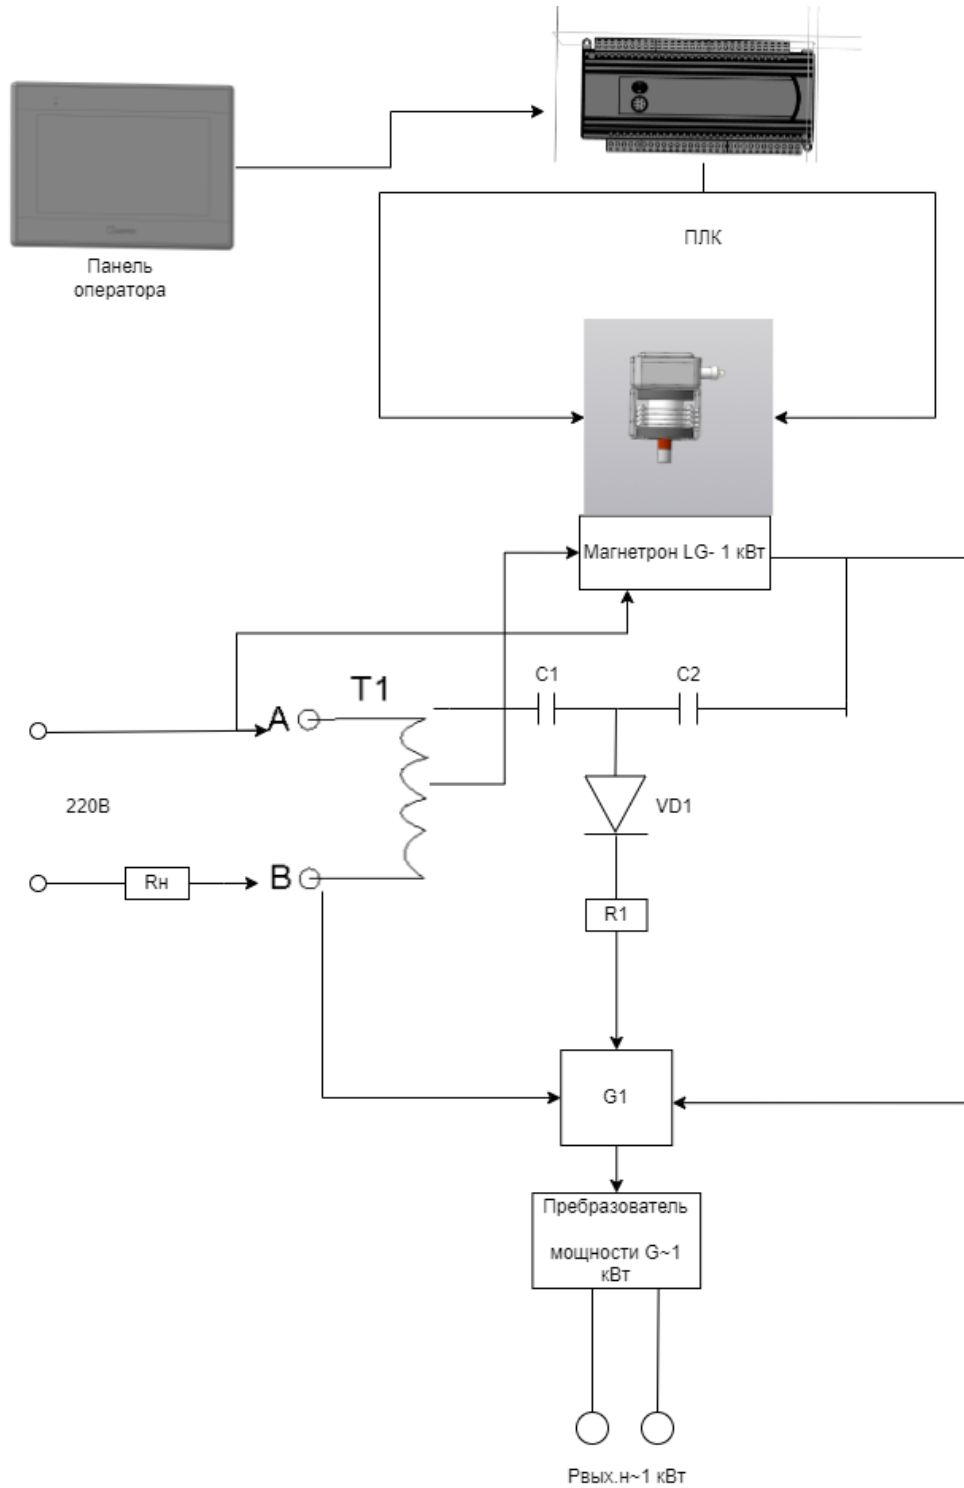 Панель
оператора
ПЛК
Магнетрон LG- 1 кВт
T1
C1
C2
A
220В
VD1
B
Rн
R1
G1
Пребразователь
мощности G~1
кВт
Рвых.н~1 кВт